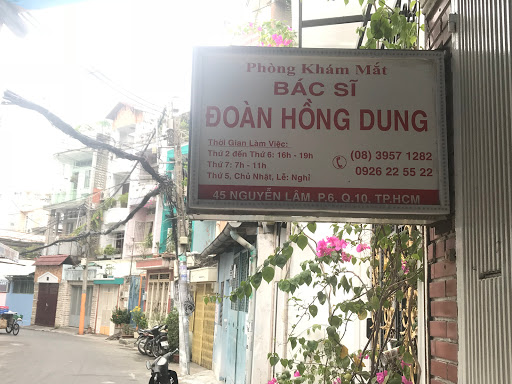 Phòng Khám Mắt
BÁC SĨ
ĐOÀN HỒNG DUNG
Thời Gian Làm Việc:
Thứ 2 đến Thứ 6: 16h - 19h
Thứ 7: 7h - 11h
Thứ 5, Chủ Nhật, Lễ: Nghỉ
(08) 3957 1282
0926 22 55 22
45 NGUYỄN LÂM, P.6, Q.10, TP.HCM